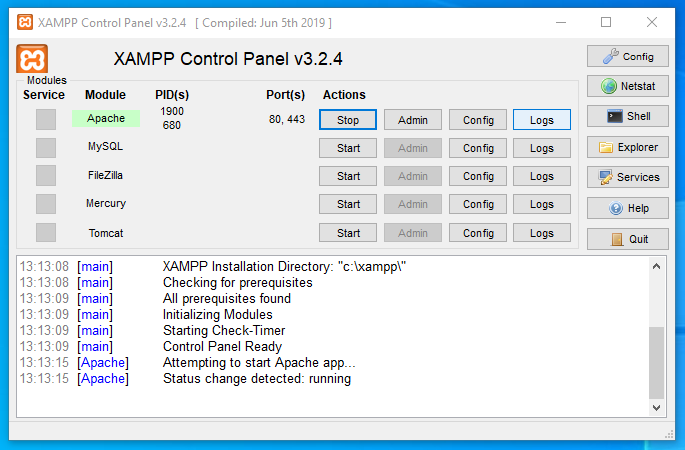 XAMPP Control Panel v3.2.4 [ Compiled: Jun 5th 2019 ]
XAMPP Control Panel v3.2.4
Config
Modules
Service Module PID(s) Port(s) Actions
Netstat
Apache 1900 680 80, 443 Stop Admin Config Logs
Shell
MySQL Start Admin Config Logs
Explorer
FileZilla Start Admin Config Logs
Services
Mercury Start Admin Config Logs
Help
Tomcat Start Admin Config Logs
Quit
13:13:08 [main] XAMPP Installation Directory: "c:\xampp\"
13:13:08 [main] Checking for prerequisites
13:13:09 [main] All prerequisites found
13:13:09 [main] Initializing Modules
13:13:09 [main] Starting Check-Timer
13:13:09 [main] Control Panel Ready
13:13:15 [Apache] Attempting to start Apache app...
13:13:15 [Apache] Status change detected: running